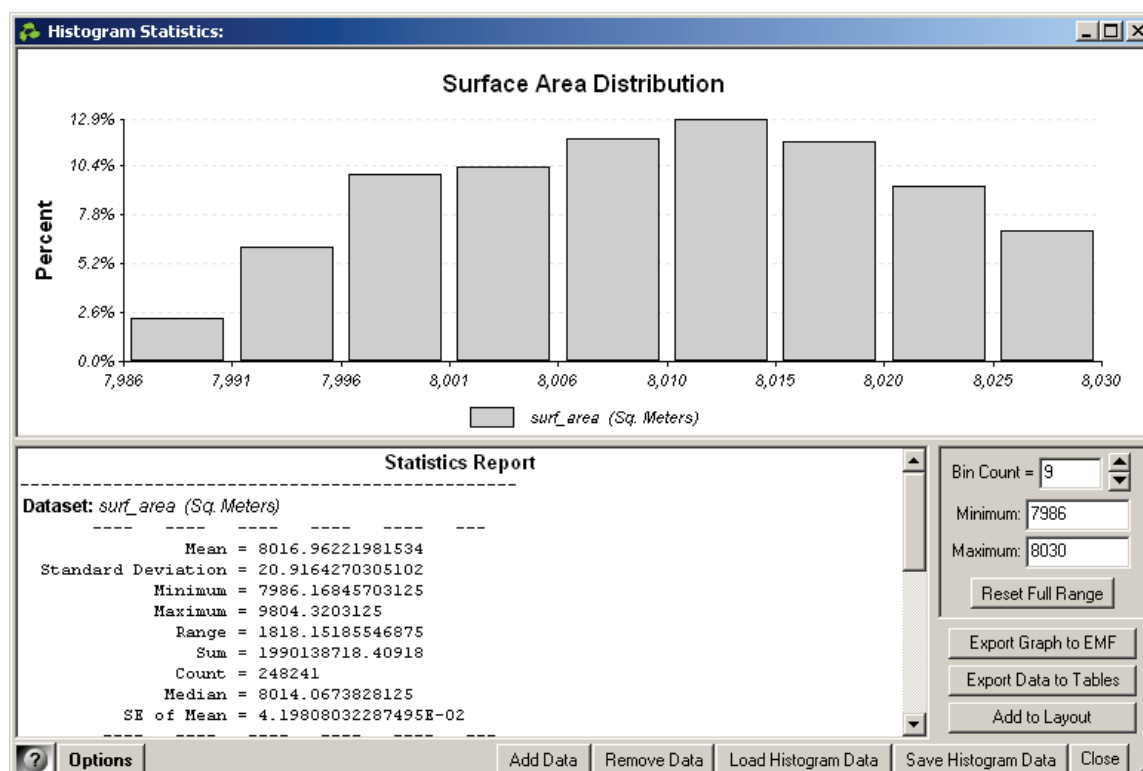 Histogram Statistics:
Surface Area Distribution
Percent
12.9%
10.4%
7.8%
5.2%
2.6%
0.0%
7,986 7,991 7,996 8,001 8,006 8,010 8,015 8,020 8,025 8,030
surf_area (Sq. Meters)
Statistics Report
Dataset: surf_area (Sq. Meters)
Mean = 8016.96221981534
Standard Deviation = 20.9164270305102
Minimum = 7986.16845703125
Maximum = 9804.3203125
Range = 1818.15185546875
Sum = 1990138718.40918
Count = 248241
Median = 8014.0673828125
SE of Mean = 4.19808032287495E-02
Bin Count = 9
Minimum: 7986
Maximum: 8030
Reset Full Range
Export Graph to EMF
Export Data to Tables
Add to Layout
? Options Add Data Remove Data Load Histogram Data Save Histogram Data Close